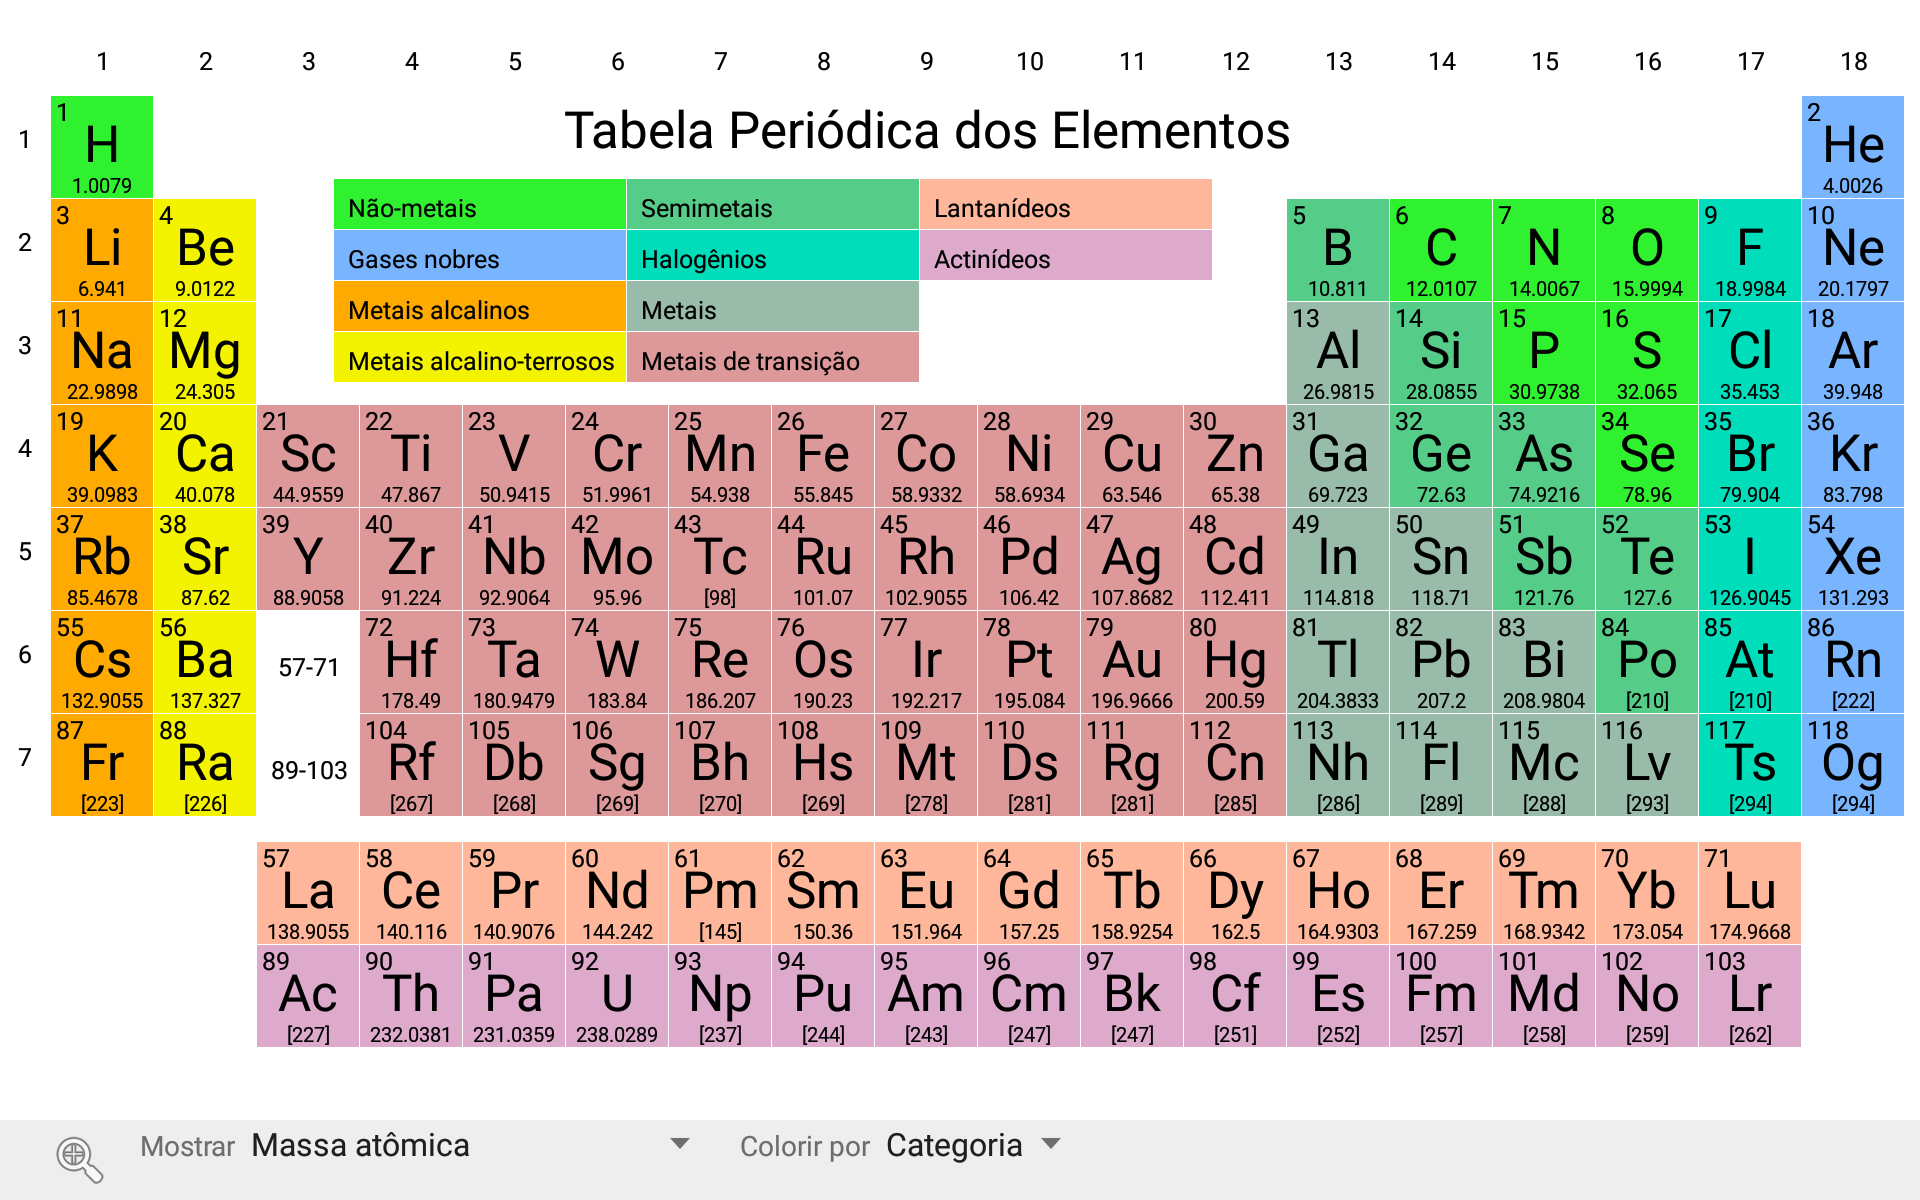 1 2 3 4 5 6 7 8 9 10 11 12 13 14 15 16 17 18
Tabela Periódica dos Elementos
1
1 2
H He
1.0079 4.0026
Não-metais Semimetais Lantanídeos
Gases nobres Halogênios Actinídeos
Metais alcalinos Metais
Metais alcalino-terrosos Metais de transição
2
3 4 5 6 7 8 9 10
Li Be B C N O F Ne
6.941 9.0122 10.811 12.0107 14.0067 15.9994 18.9984 20.1797
3
11 12 13 14 15 16 17 18
Na Mg Al Si P S Cl Ar
22.9898 24.305 26.9815 28.0855 30.9738 32.065 35.453 39.948
4
19 20 21 22 23 24 25 26 27 28 29 30 31 32 33 34 35 36
K Ca Sc Ti V Cr Mn Fe Co Ni Cu Zn Ga Ge As Se Br Kr
39.0983 40.078 44.9559 47.867 50.9415 51.9961 54.938 55.845 58.9332 58.6934 63.546 65.38 69.723 72.63 74.9216 78.96 79.904 83.798
5
37 38 39 40 41 42 43 44 45 46 47 48 49 50 51 52 53 54
Rb Sr Y Zr Nb Mo Tc Ru Rh Pd Ag Cd In Sn Sb Te I Xe
85.4678 87.62 88.9058 91.224 92.9064 95.96 [98] 101.07 102.9055 106.42 107.8682 112.411 114.818 118.71 121.76 127.6 126.9045 131.293
6
55 56 72 73 74 75 76 77 78 79 80 81 82 83 84 85 86
Cs Ba 57-71 Hf Ta W Re Os Ir Pt Au Hg Tl Pb Bi Po At Rn
132.9055 137.327 178.49 180.9479 183.84 186.207 190.23 192.217 195.084 196.9666 200.59 204.3833 207.2 208.9804 [210] [210] [222]
7
87 88 104 105 106 107 108 109 110 111 112 113 114 115 116 117 118
Fr Ra 89-103 Rf Db Sg Bh Hs Mt Ds Rg Cn Nh Fl Mc Lv Ts Og
[223] [226] [267] [268] [269] [270] [269] [278] [281] [281] [285] [286] [289] [288] [293] [294] [294]
57 58 59 60 61 62 63 64 65 66 67 68 69 70 71
La Ce Pr Nd Pm Sm Eu Gd Tb Dy Ho Er Tm Yb Lu
138.9055 140.116 140.9076 144.242 [145] 150.36 151.964 157.25 158.9254 162.5 164.9303 167.259 168.9342 173.054 174.9668
89 90 91 92 93 94 95 96 97 98 99 100 101 102 103
Ac Th Pa U Np Pu Am Cm Bk Cf Es Fm Md No Lr
[227] 232.0381 231.0359 238.0289 [237] [244] [243] [247] [247] [251] [252] [257] [258] [259] [262]
Mostrar Massa atômica Colorir por Categoria